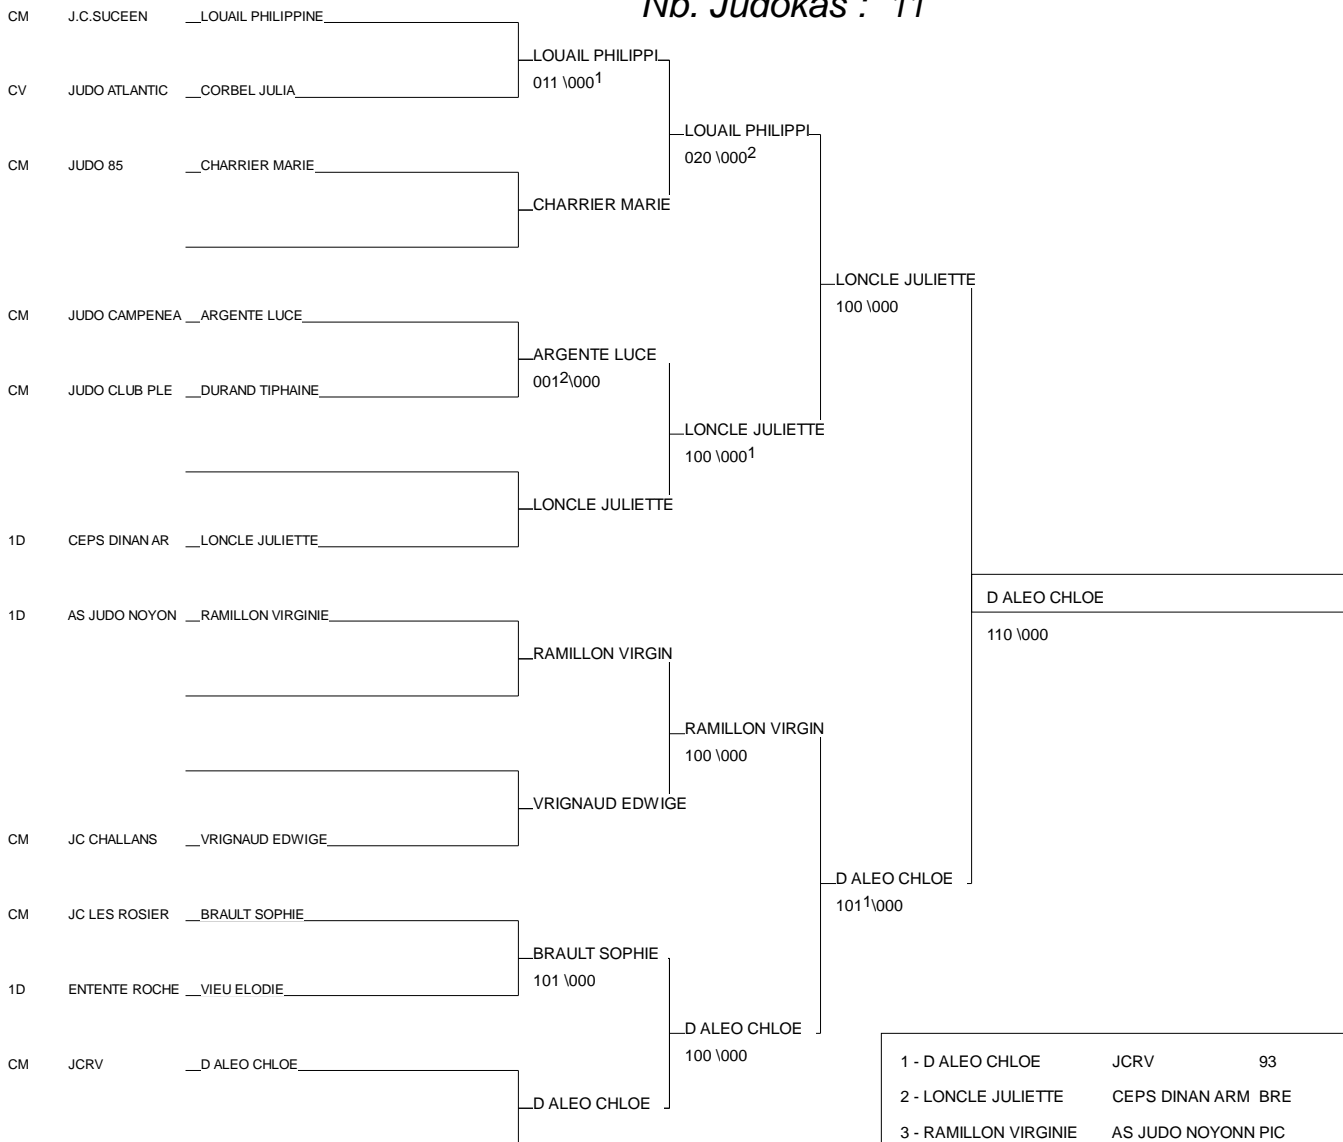 Nb. Judokas : 11
CM J.C.SUCEEN LOUAIL PHILIPPINE
LOUAIL PHILIPPI
011 \000 1
CV JUDO ATLANTIC CORBEL JULIA
LOUAIL PHILIPPI
020 \000 2
CM JUDO 85 CHARRIER MARIE
CHARRIER MARIE
LONCLE JULIETTE
100 \000
CM JUDO CAMPENEA ARGENTE LUCE
ARGENTE LUCE
001 2\000
CM JUDO CLUB PLE DURAND TIPHAINE
LONCLE JULIETTE
100 \000 1
LONCLE JULIETTE
1D CEPS DINAN AR LONCLE JULIETTE
D ALEO CHLOE
110 \000
1D AS JUDO NOYON RAMILLON VIRGINIE
RAMILLON VIRGIN
RAMILLON VIRGIN
100 \000
VRIGNAUD EDWIGE
CM JC CHALLANS VRIGNAUD EDWIGE
D ALEO CHLOE
101 1\000
CM JC LES ROSIER BRAULT SOPHIE
BRAULT SOPHIE
101 \000
1D ENTENTE ROCHE VIEU ELODIE
D ALEO CHLOE
100 \000
CM JCRV D ALEO CHLOE
D ALEO CHLOE
1 - D ALEO CHLOE JCRV 93
2 - LONCLE JULIETTE CEPS DINAN ARM BRE
3 - RAMILLON VIRGINIE AS JUDO NOYONN PIC